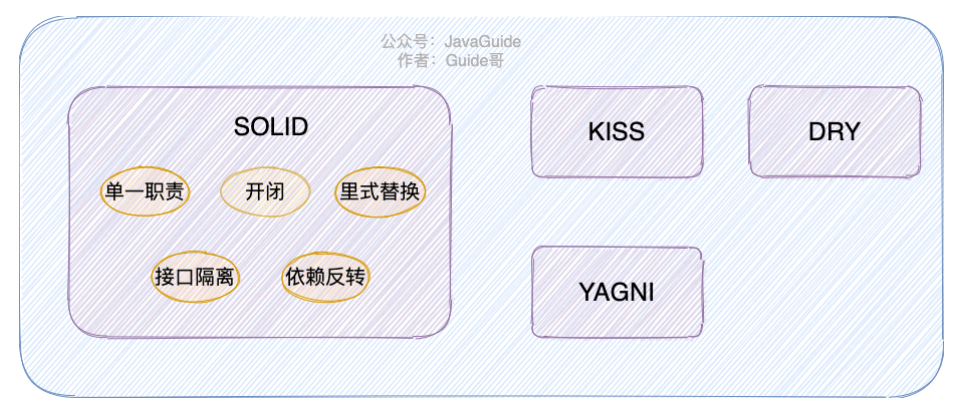 公众号：JavaGuide
作者：Guide哥
SOLID
单一职责
开闭
里式替换
接口隔离
依赖反转
KISS
DRY
YAGNI